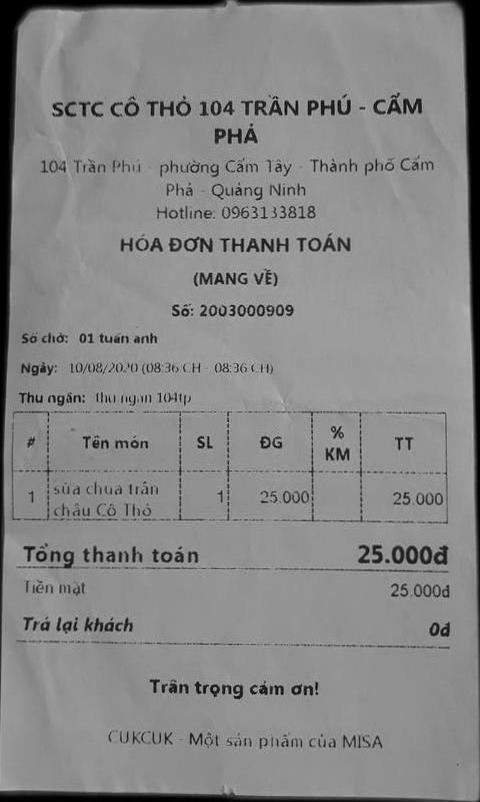 SCTC CÔ THỎ 104 TRẦN PHÚ - CẨM
PHẢ
104 Trần Phú - phường Cẩm Tây - Thành phố Cẩm
Phả - Quảng Ninh
Hotline: 0963133818
HÓA ĐƠN THANH TOÁN
(MANG VỀ)
Số: 2003000909
Số chờ: 01 tuấn anh
Ngày: 10/08/2020 (08:36 CH - 08:36 CH)
Thu ngân: thu ngan 104tp
# Tên món SL ĐG % KM TT
1 sữa chua trân châu Cô Thỏ 1 25.000 25.000
Tổng thanh toán 25.000đ
Tiền mặt 25.000đ
Trả lại khách 0đ
Trân trọng cảm ơn!
CUKCUK - Một sản phẩm của MISA